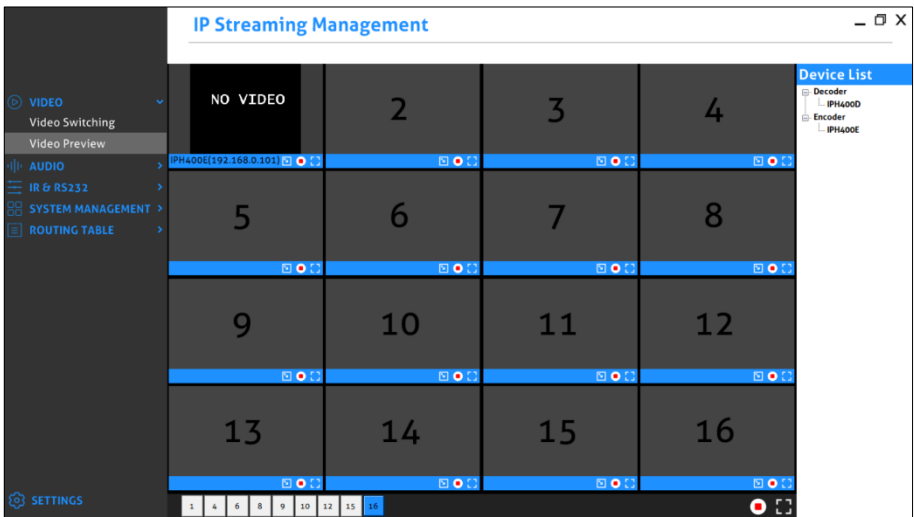 IP Streaming Management
VIDEO
Video Switching
Video Preview
AUDIO
IR & RS232
SYSTEM MANAGEMENT
ROUTING TABLE
SETTINGS
NO VIDEO
IPH400E(192.168.0.101)
2
3
4
5
6
7
8
9
10
11
12
13
14
15
16
1 4 6 8 9 10 12 15 16
Device List
Decoder
IPH400D
Encoder
IPH400E